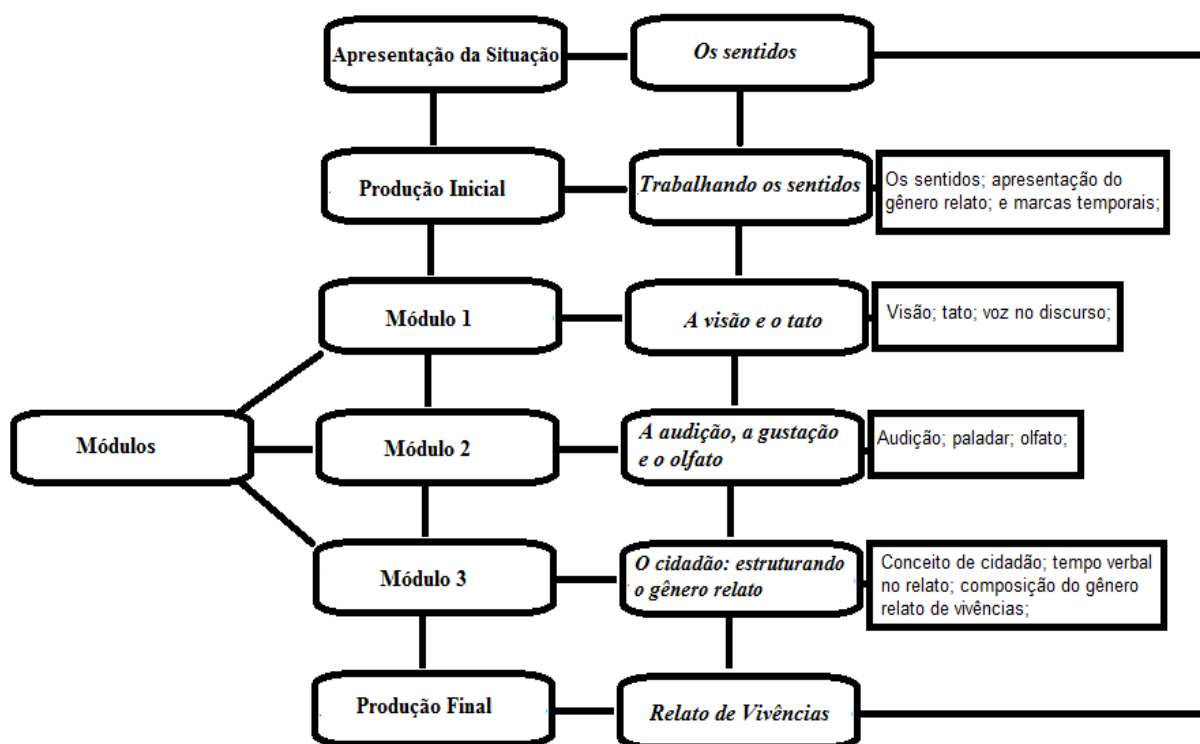 Apresentação da Situação
Os sentidos
Produção Inicial
Trabalhando os sentidos
Os sentidos; apresentação do
gênero relato; e marcas temporais;
Módulo 1
A visão e o tato
Visão; tato; voz no discurso;
Módulos
Módulo 2
A audição, a gustação
e o olfato
Audição; paladar; olfato;
Módulo 3
O cidadão: estruturando
o gênero relato
Conceito de cidadão; tempo verbal
no relato; composição do gênero
relato de vivências;
Produção Final
Relato de Vivências